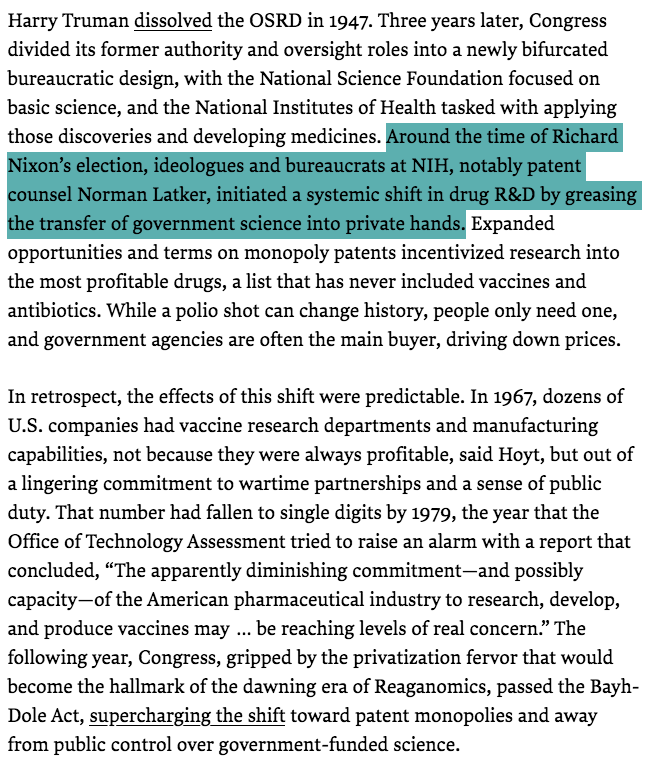 Harry Truman dissolved the OSRD in 1947. Three years later, Congress
divided its former authority and oversight roles into a newly bifurcated
bureaucratic design, with the National Science Foundation focused on
basic science, and the National Institutes of Health tasked with applying
those discoveries and developing medicines. Around the time of Richard
Nixon’s election, ideologues and bureaucrats at NIH, notably patent
counsel Norman Latker, initiated a systemic shift in drug R&D by greasing
the transfer of government science into private hands. Expanded
opportunities and terms on monopoly patents incentivized research into
the most profitable drugs, a list that has never included vaccines and
antibiotics. While a polio shot can change history, people only need one,
and government agencies are often the main buyer, driving down prices.
In retrospect, the effects of this shift were predictable. In 1967, dozens of
U.S. companies had vaccine research departments and manufacturing
capabilities, not because they were always profitable, said Hoyt, but out of
a lingering commitment to wartime partnerships and a sense of public
duty. That number had fallen to single digits by 1979, the year that the
Office of Technology Assessment tried to raise an alarm with a report that
concluded, “The apparently diminishing commitment—and possibly
capacity—of the American pharmaceutical industry to research, develop,
and produce vaccines may … be reaching levels of real concern.” The
following year, Congress, gripped by the privatization fervor that would
become the hallmark of the dawning era of Reaganomics, passed the Bayh-
Dole Act, supercharging the shift toward patent monopolies and away
from public control over government-funded science.